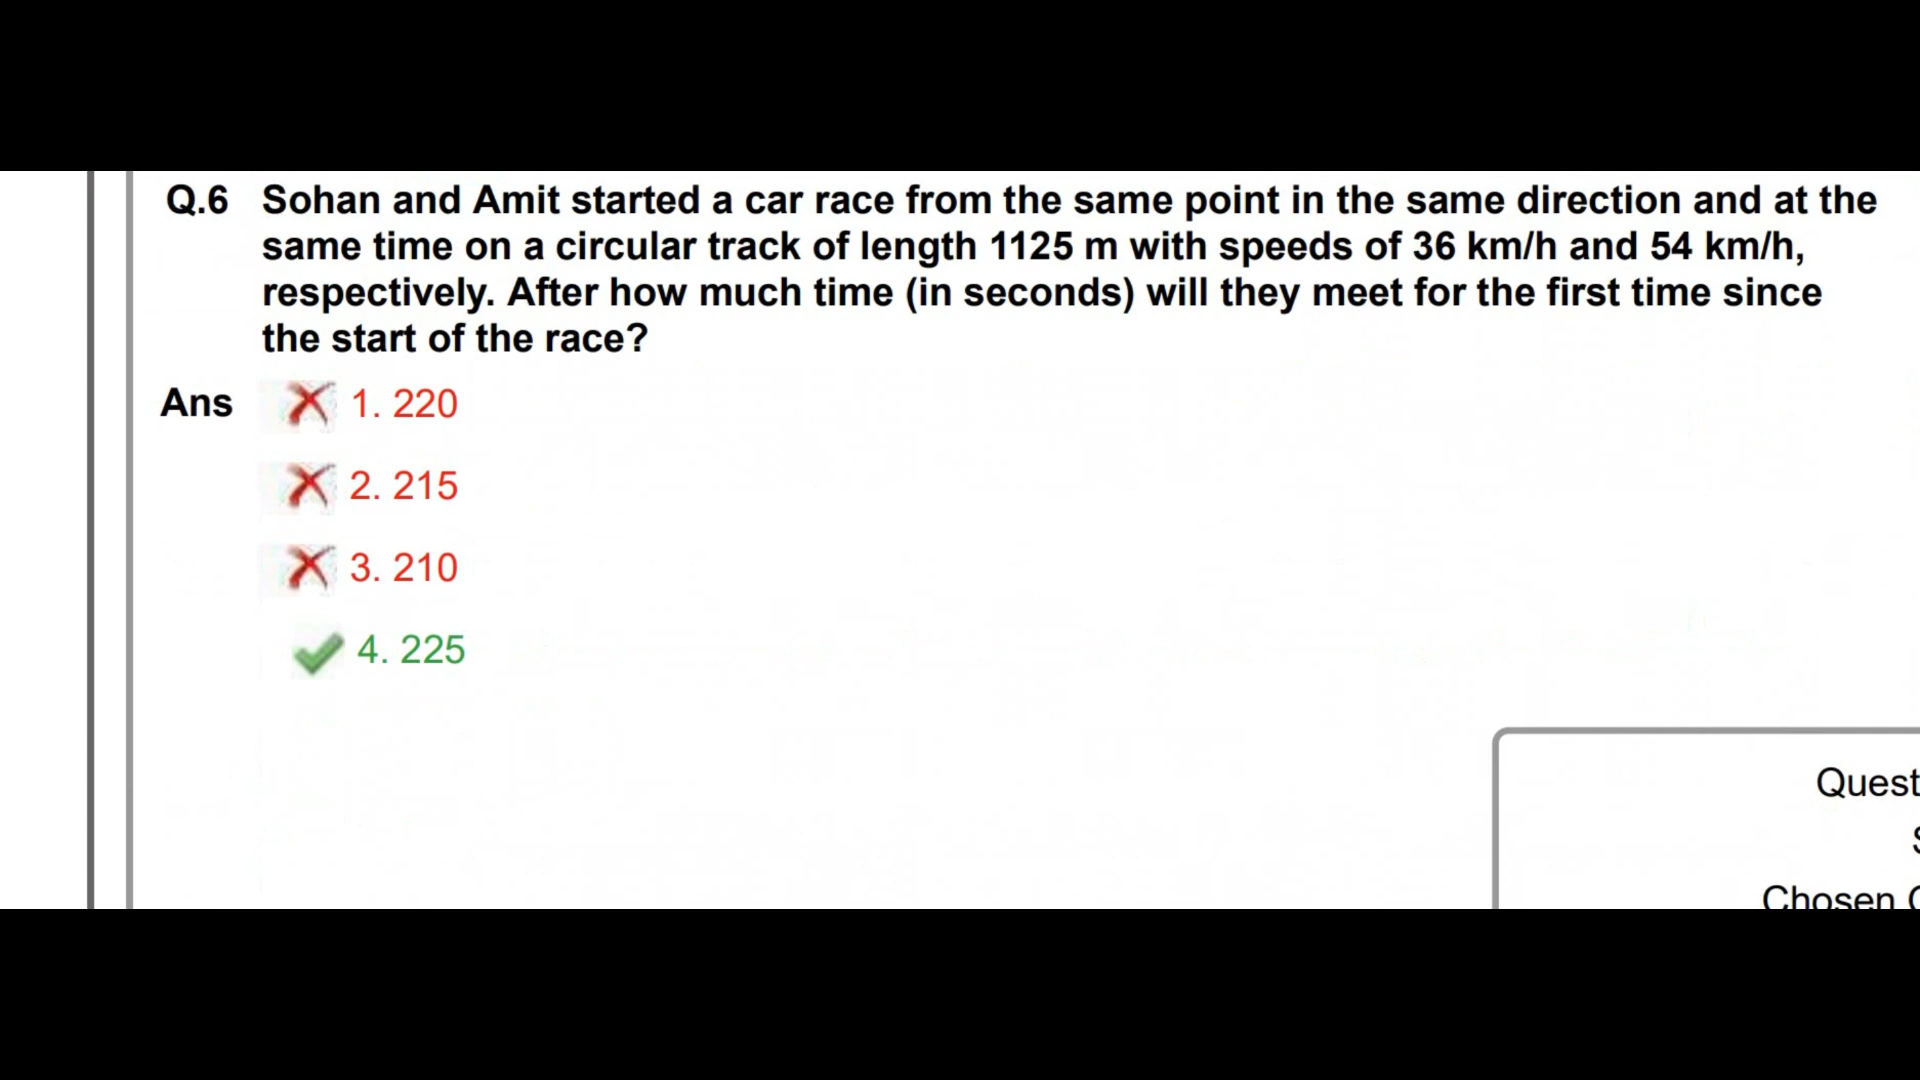 Q.6 Sohan and Amit started a car race from the same point in the same direction and at the
same time on a circular track of length 1125 m with speeds of 36 km/h and 54 km/h,
respectively. After how much time (in seconds) will they meet for the first time since
the start of the race?
Ans 1. 220
2. 215
3. 210
4. 225
Quest
Chosen